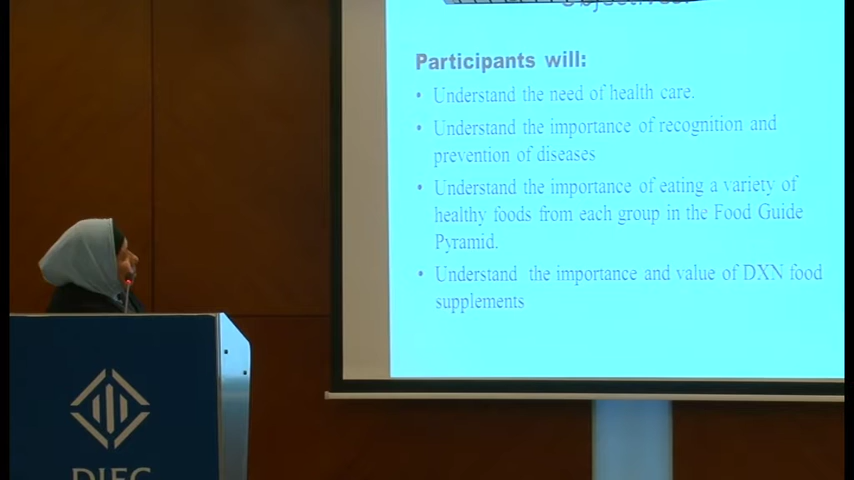 Objectives:
Participants will:
• Understand the need of health care.
• Understand the importance of recognition and
prevention of diseases
• Understand the importance of eating a variety of
healthy foods from each group in the Food Guide
Pyramid.
• Understand the importance and value of DXN food
supplements
DIFC